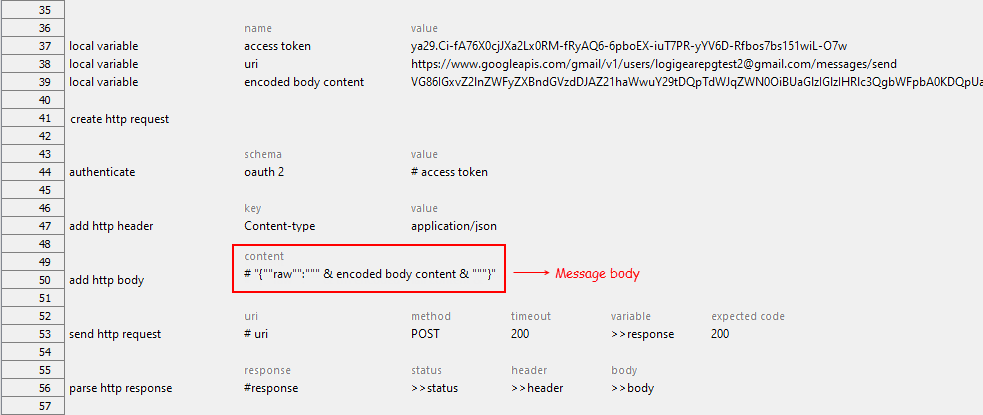 35
36 name value
37 local variable access token ya29.Ci-fA76X0cjJXa2Lx0RM-fRyAQ6-6pboEX-iuT7PR-yYV6D-Rfbos7bs151wiL-O7w
38 local variable uri https://www.googleapis.com/gmail/v1/users/logigearepgtest2@gmail.com/messages/send
39 local variable encoded body content VG86IGxvZ2lnZWFyZXBndGVzdDJAZ21haWwuY29tDQpTdWJqZWN0OiBUaGlzIGlzIHRlc3QgbWFpbA0KDQpUa
40
41 create http request
42
43 schema value
44 authenticate oauth 2 # access token
45
46 key value
47 add http header Content-type application/json
48
49 content
50 add http body # "{""raw"":""" & encoded body content & """}" Message body
51
52 uri method timeout variable expected code
53 send http request # uri POST 200 >>response 200
54
55 response status header body
56 parse http response #response >>status >>header >>body
57